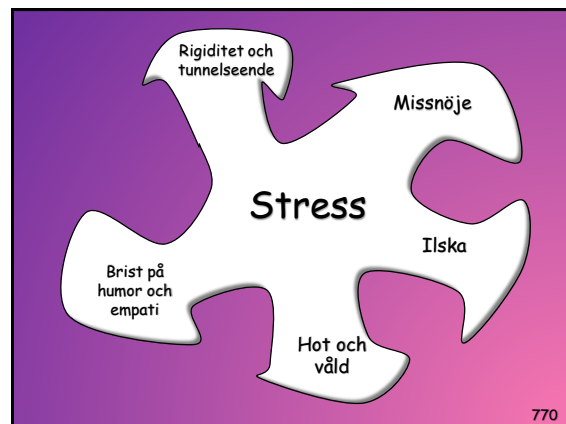 Rigiditet och
tunnelseende
Missnöje
Stress
Ilska
Brist på
humor och
empati
Hot och
våld
770